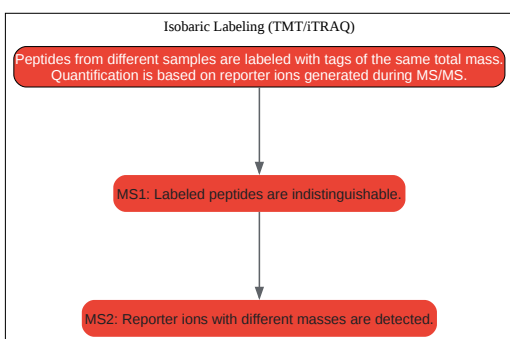 Isobaric Labeling (TMT/iTRAQ)
Peptides from different samples are labeled with tags of the same total mass.
Quantification is based on reporter ions generated during MS/MS.
MS1: Labeled peptides are indistinguishable.
MS2: Reporter ions with different masses are detected.